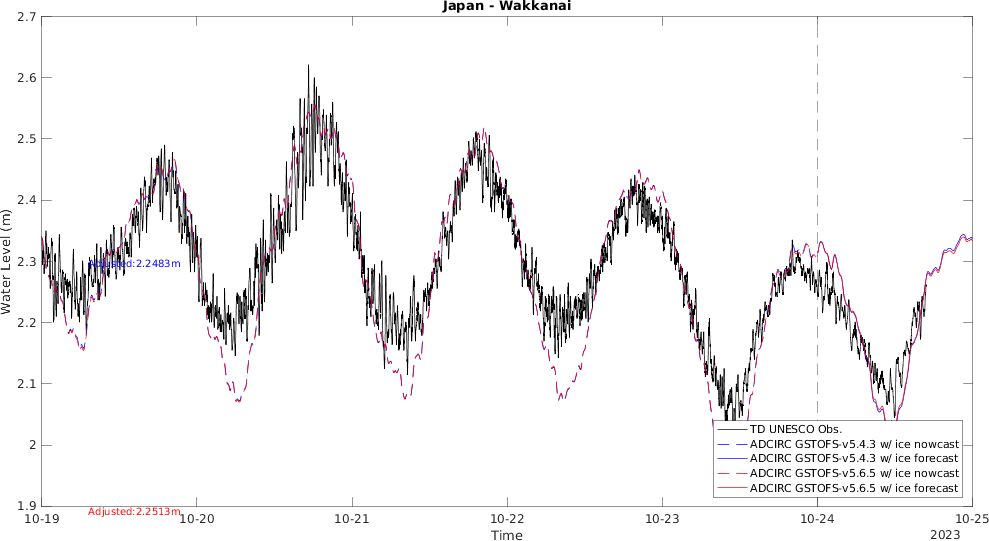 Japan - Wakkanai
2.7
2.6
2.5
2.4
2.3
2.2
2.1
2
1.9
Water Level (m)
Adjusted:2.2483m
Adjusted:2.2513m
TD UNESCO Obs.
ADCIRC GSTOFS-v5.4.3 w/ ice nowcast
ADCIRC GSTOFS-v5.4.3 w/ ice forecast
ADCIRC GSTOFS-v5.6.5 w/ ice nowcast
ADCIRC GSTOFS-v5.6.5 w/ ice forecast
10-19 10-20 10-21 10-22 10-23 10-24 10-25
Time
2023